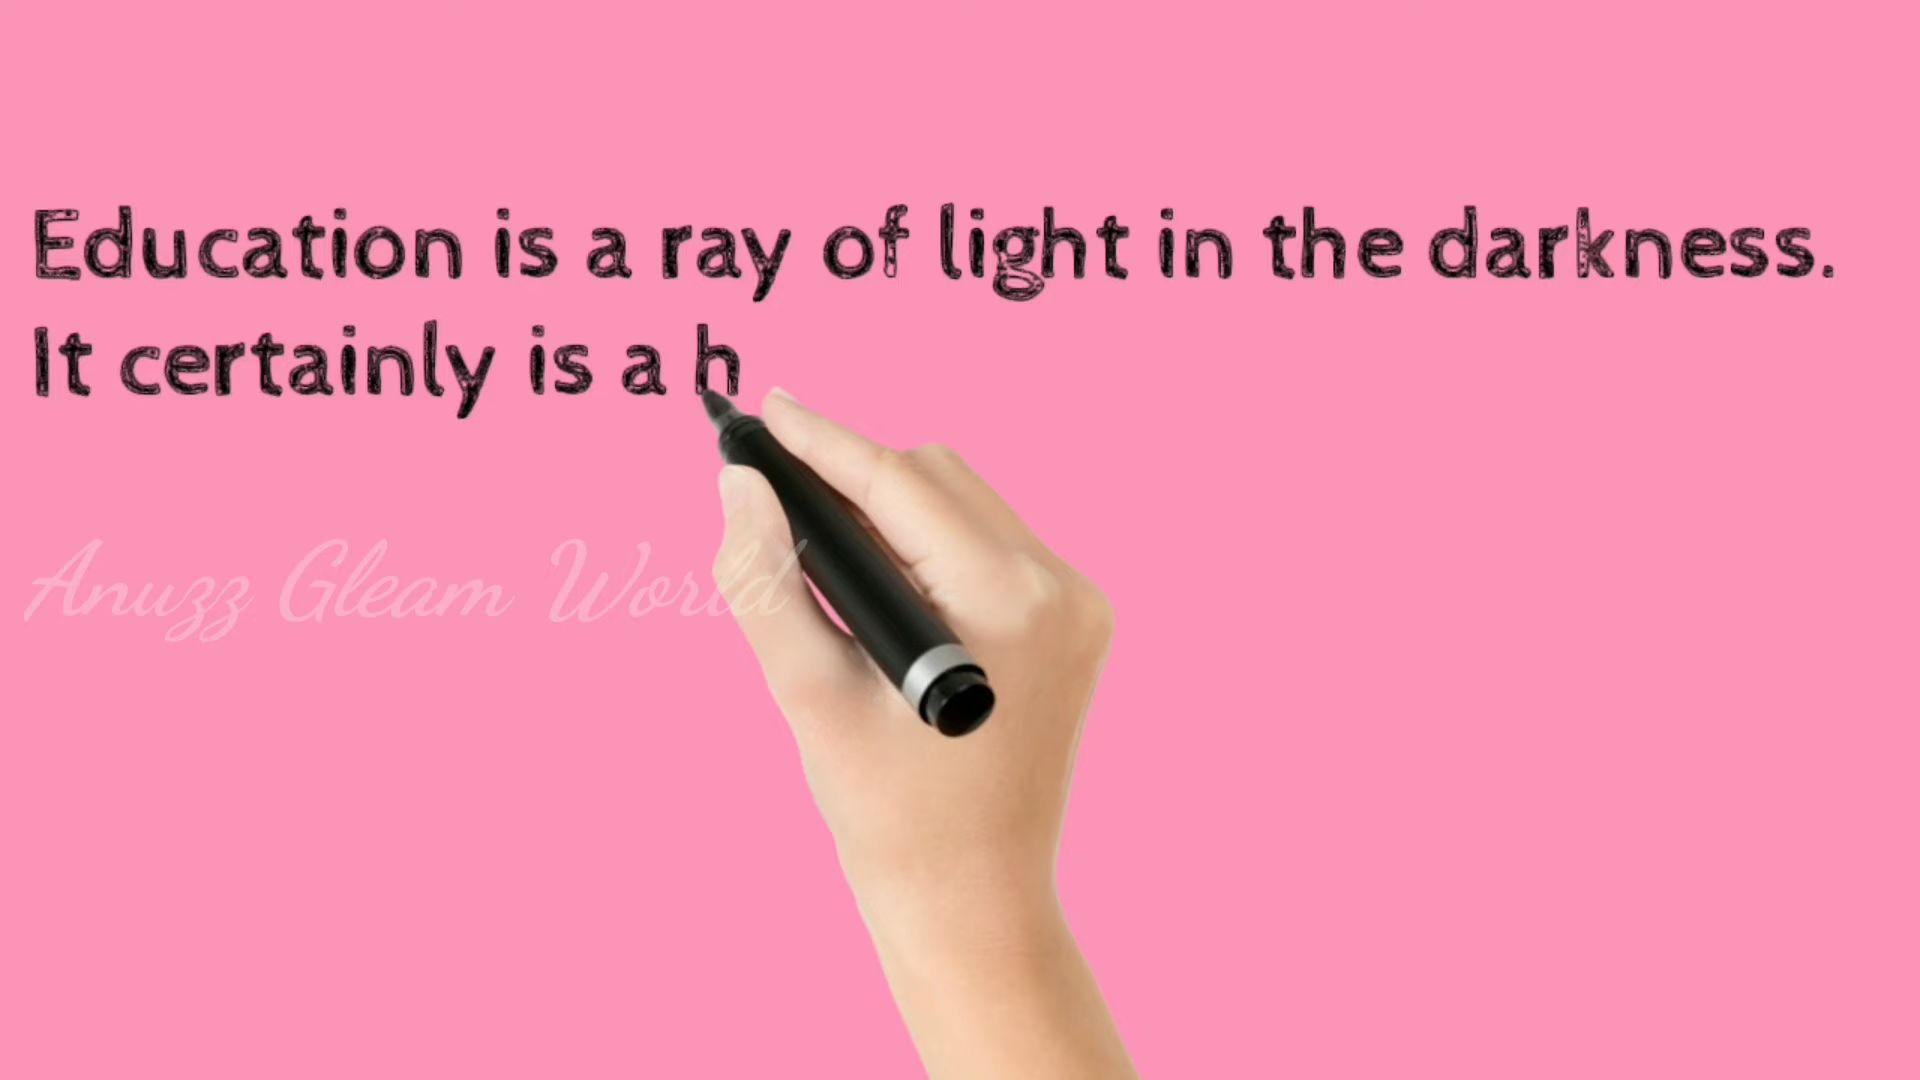 Education is a ray of light in the darkness.
It certainly is a h
Anuzz Gleam World